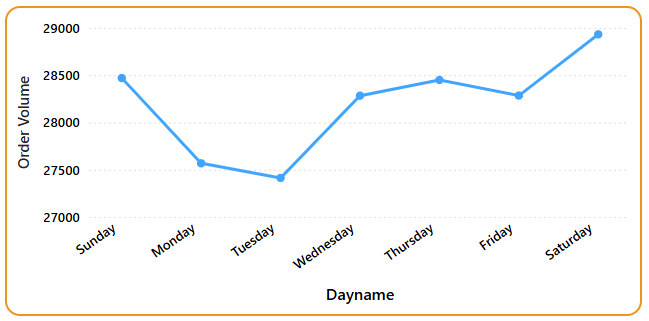 29000
28500
28000
27500
27000
Order Volume
Sunday
Monday
Tuesday
Wednesday
Thursday
Friday
Saturday
Dayname